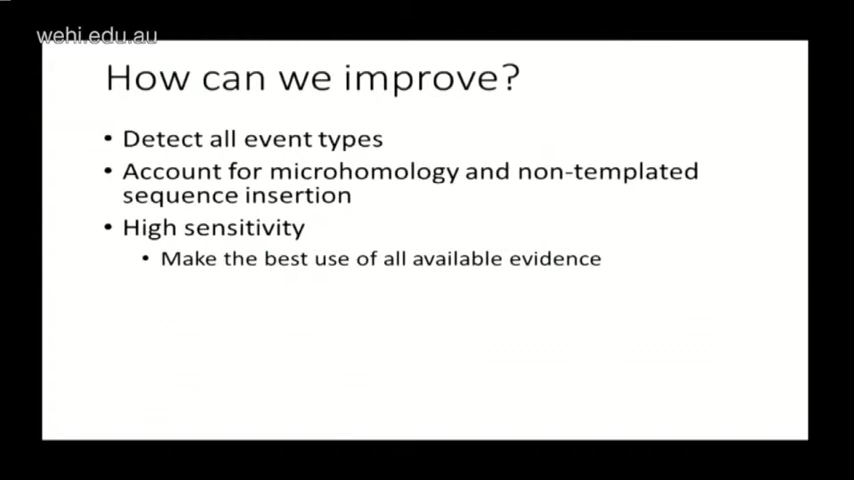 wehi.edu.au
How can we improve?
• Detect all event types
• Account for microhomology and non-templated
sequence insertion
• High sensitivity
• Make the best use of all available evidence